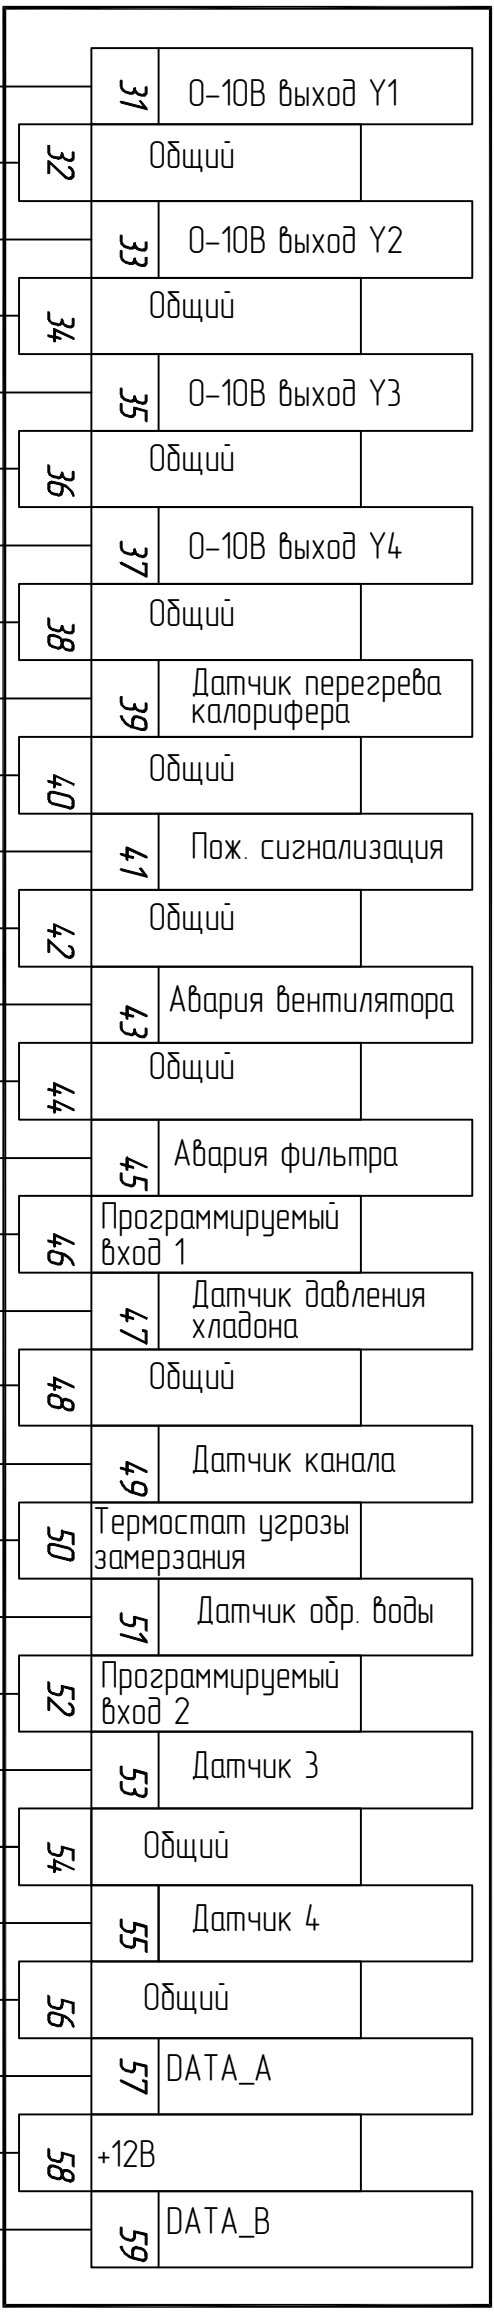 31 0-10В выход Y1
32 Общий
33 0-10В выход Y2
34 Общий
35 0-10В выход Y3
36 Общий
37 0-10В выход Y4
38 Общий
39 Датчик перегрева
калорифера
40 Общий
41 Пож. сигнализация
42 Общий
43 Авария вентилятора
44 Общий
45 Авария фильтра
46 Программируемый
вход 1
47 Датчик давления
хладона
48 Общий
49 Датчик канала
50 Термостат угрозы
замерзания
51 Датчик обр. воды
52 Программируемый
вход 2
53 Датчик 3
54 Общий
55 Датчик 4
56 Общий
57 DATA_A
58 +12В
59 DATA_B